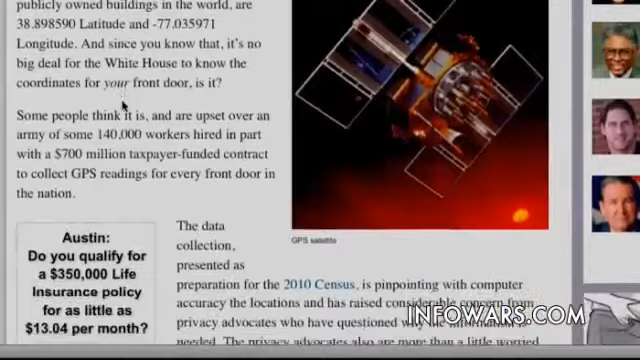 publicly owned buildings in the world, are
38.898590 Latitude and -77.035971
Longitude. And since you know that, it's no
big deal for the White House to know the
coordinates for your front door, is it?
Some people think it is, and are upset over an
army of some 140,000 workers hired in part
with a $700 million taxpayer-funded contract
to collect GPS readings for every front door in
the nation.
GPS satellite
Austin:
Do you qualify for
a $350,000 Life
Insurance policy
for as little as
$13.04 per month?
The data
collection,
presented as
preparation for the 2010 Census, is pinpointing with computer
accuracy the locations and has raised considerable concern from
privacy advocates who have questioned why the information is
needed. The privacy advocates also are more than a little worried
INFOWARS.COM